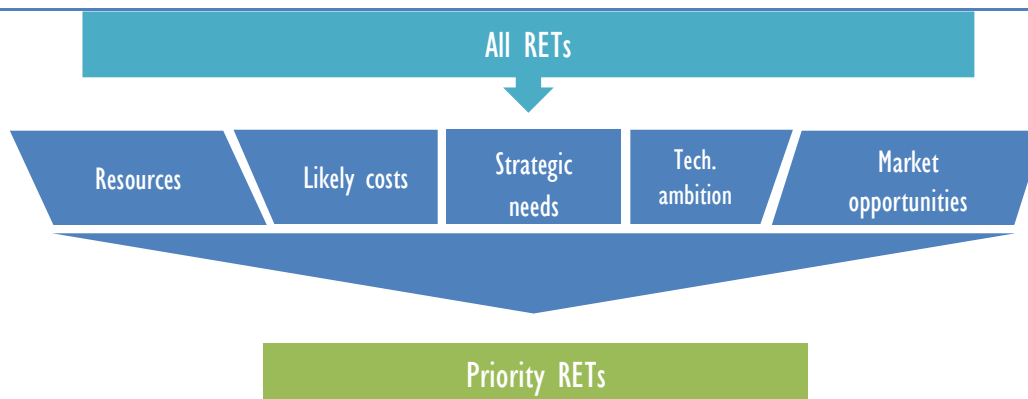 All RETs
Resources
Likely costs
Strategic
needs
Tech.
ambition
Market
opportunities
Priority RETs